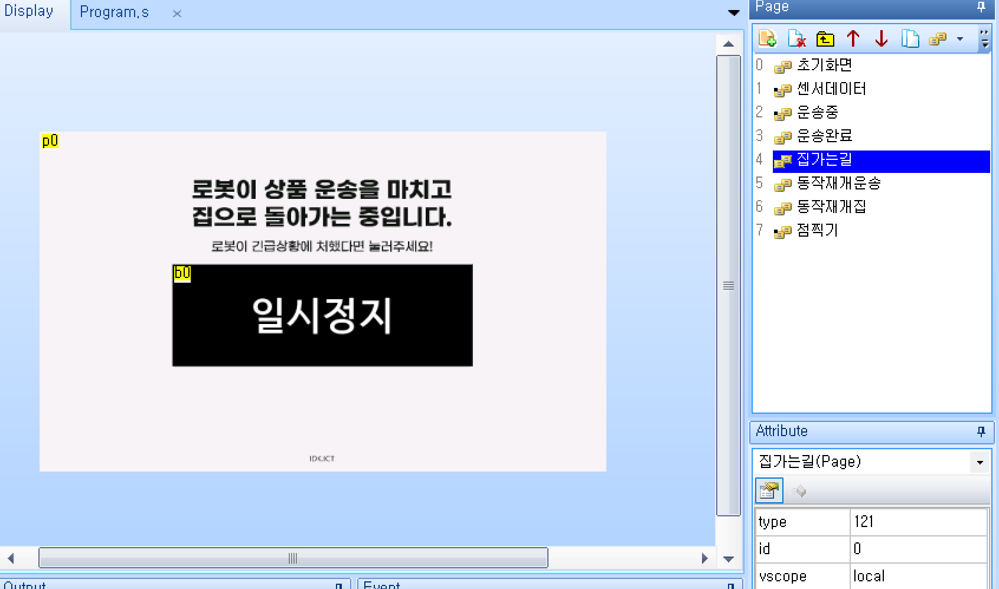 Display
Program.s
Page
p0
로봇이 상품 운송을 마치고
집으로 돌아가는 중입니다.
로봇이 긴급상황에 처했다면 눌러주세요!
b0
일시정지
0 초기화면
1 센서데이터
2 운송중
3 운송완료
4 집가는길
5 동작재개운송
6 동작재개집
7 점찍기
Attribute
집가는길(Page)
type 121
id 0
vscope local
Output
Event